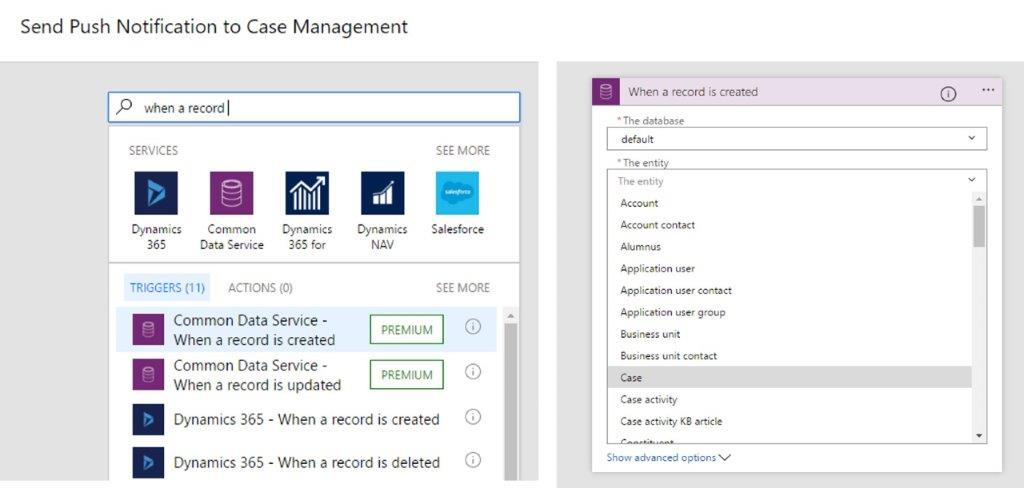 Send Push Notification to Case Management
when a record
SERVICES
SEE MORE
Dynamics
365
Common
Data Service
Dynamics
365 for
Dynamics
NAV
salesforce
Salesforce
TRIGGERS (11)
ACTIONS (0)
SEE MORE
Common Data Service -
When a record is created
PREMIUM
Common Data Service -
When a record is updated
PREMIUM
Dynamics 365 - When a record is created
Dynamics 365 - When a record is deleted
When a record is created
* The database
default
* The entity
The entity
Account
Account contact
Alumnus
Application user
Application user contact
Application user group
Business unit
Business unit contact
Case
Case activity
Case activity KB article
Constituent
Show advanced options